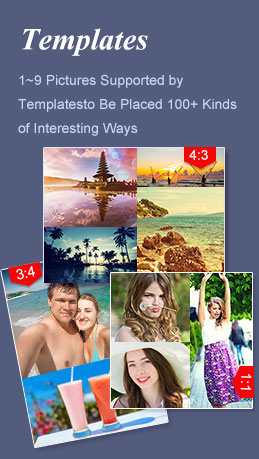 Templates
1~9 Pictures Supported by
Templatesto Be Placed 100+ Kinds
of Interesting Ways
4:3
3:4
1:1